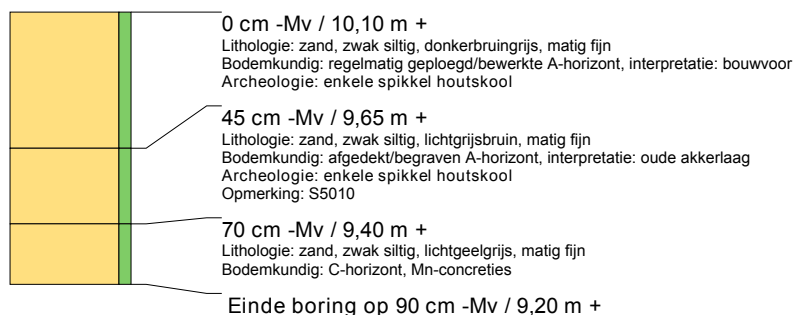 0 cm -Mv / 10,10 m +
Lithologie: zand, zwak siltig, donkerbruingrijs, matig fijn
Bodemkundig: regelmatig geploegd/bewerkte A-horizont, interpretatie: bouwvoor
Archeologie: enkele spikkel houtskool
45 cm -Mv / 9,65 m +
Lithologie: zand, zwak siltig, lichtgrijsbruin, matig fijn
Bodemkundig: afgedekt/begraven A-horizont, interpretatie: oude akkerlaag
Archeologie: enkele spikkel houtskool
Opmerking: S5010
70 cm -Mv / 9,40 m +
Lithologie: zand, zwak siltig, lichtgeelgrijs, matig fijn
Bodemkundig: C-horizont, Mn-concreties
Einde boring op 90 cm -Mv / 9,20 m +